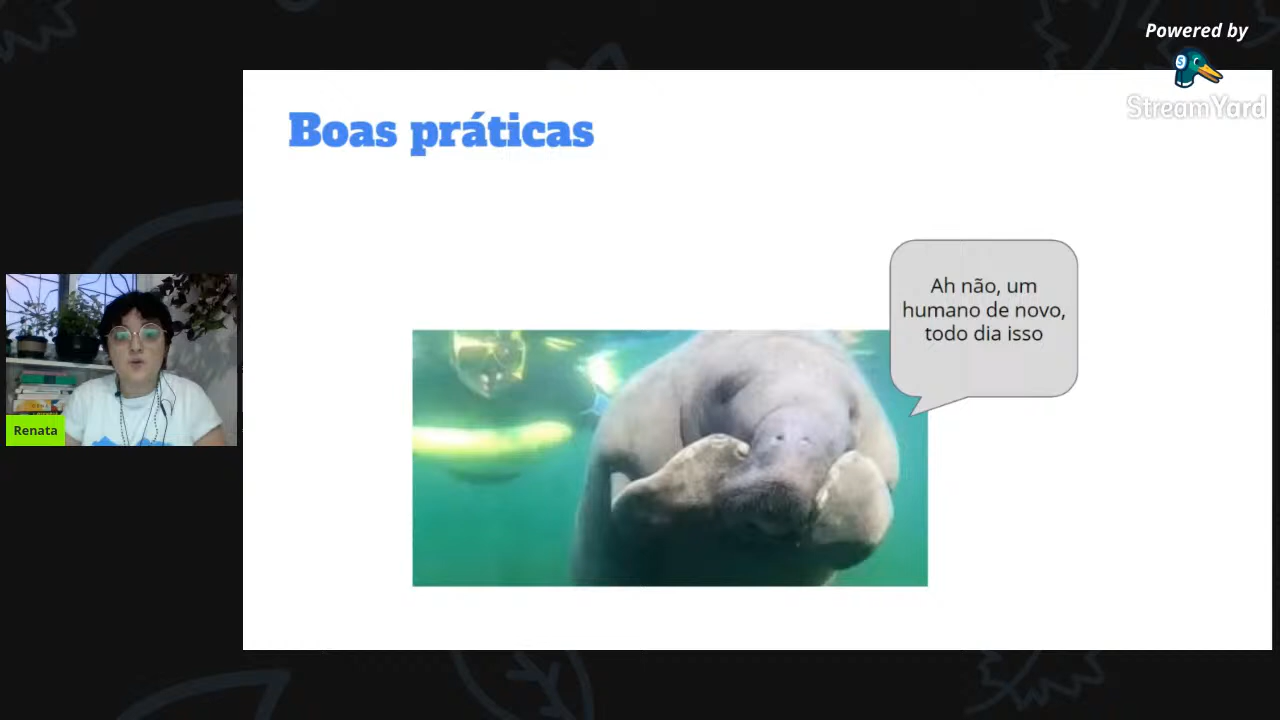 Powered by
StreamYard
Boas práticas
Ah não, um
humano de novo,
todo dia isso
Renata